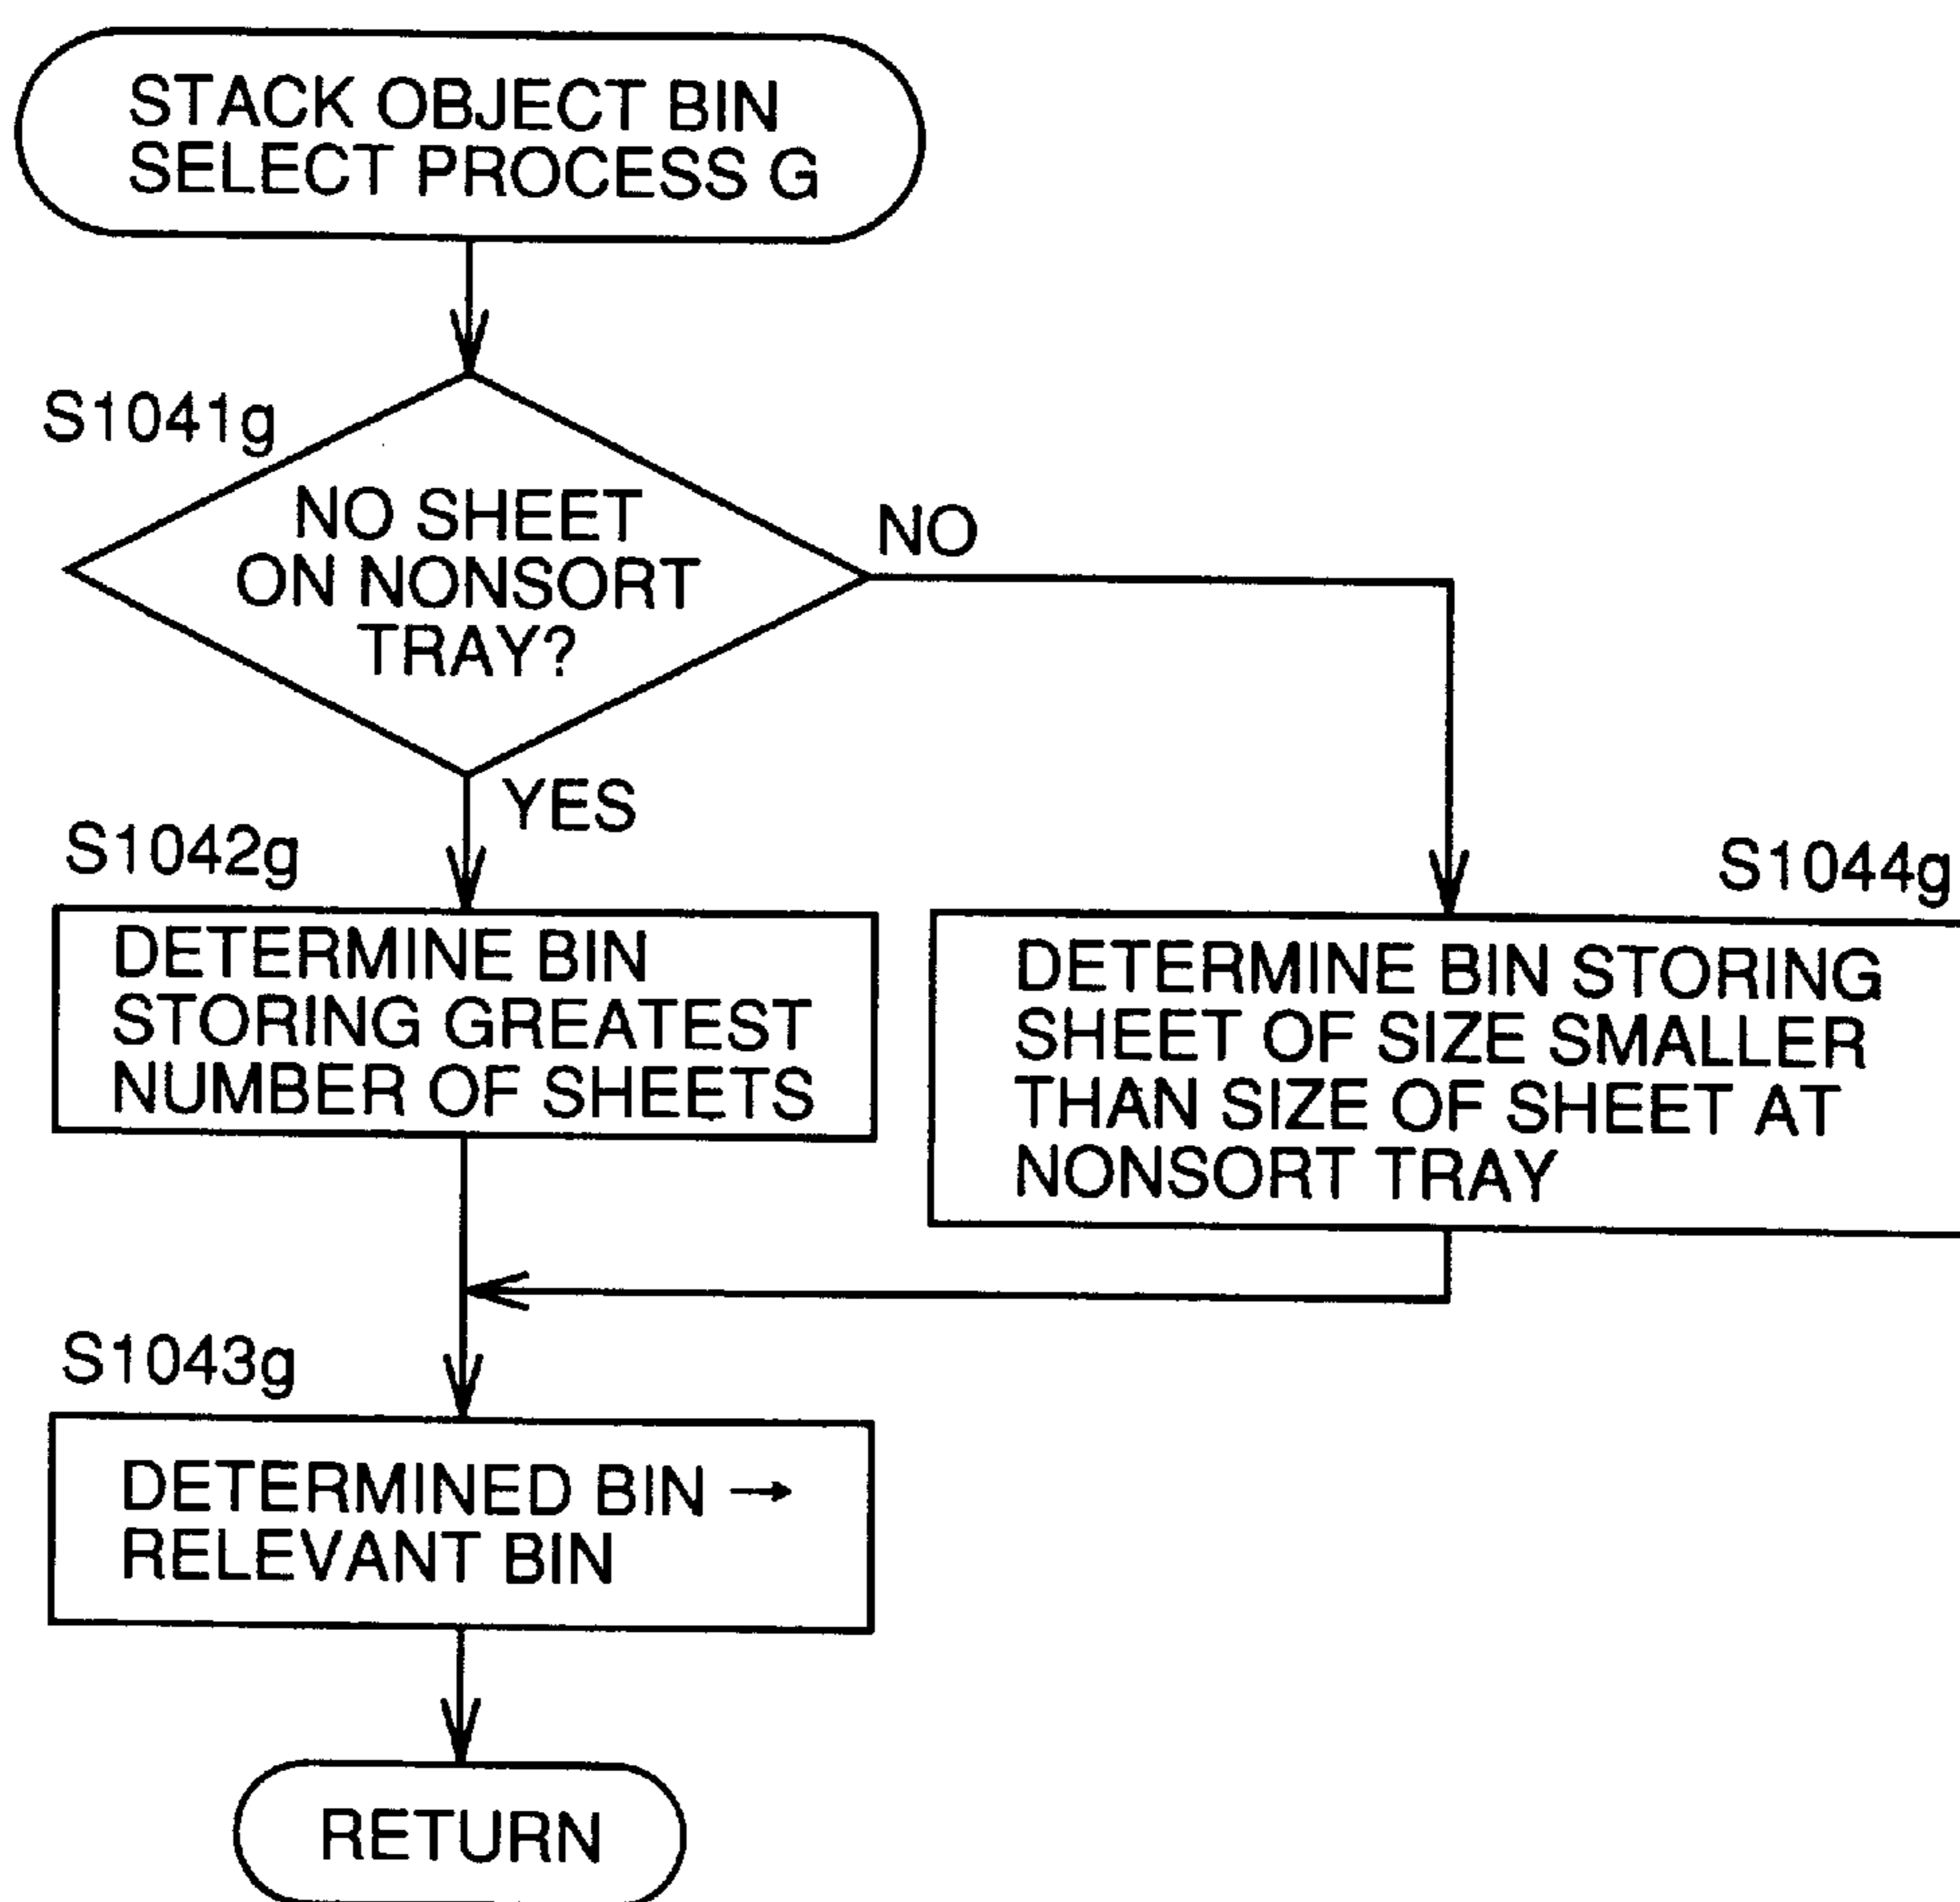 STACK OBJECT BIN
SELECT PROCESS G
S1041g
NO SHEET
ON NONSORT
TRAY?
NO
YES
S1042g
DETERMINE BIN
STORING GREATEST
NUMBER OF SHEETS
S1044g
DETERMINE BIN STORING
SHEET OF SIZE SMALLER
THAN SIZE OF SHEET AT
NONSORT TRAY
S1043g
DETERMINED BIN →
RELEVANT BIN
RETURN